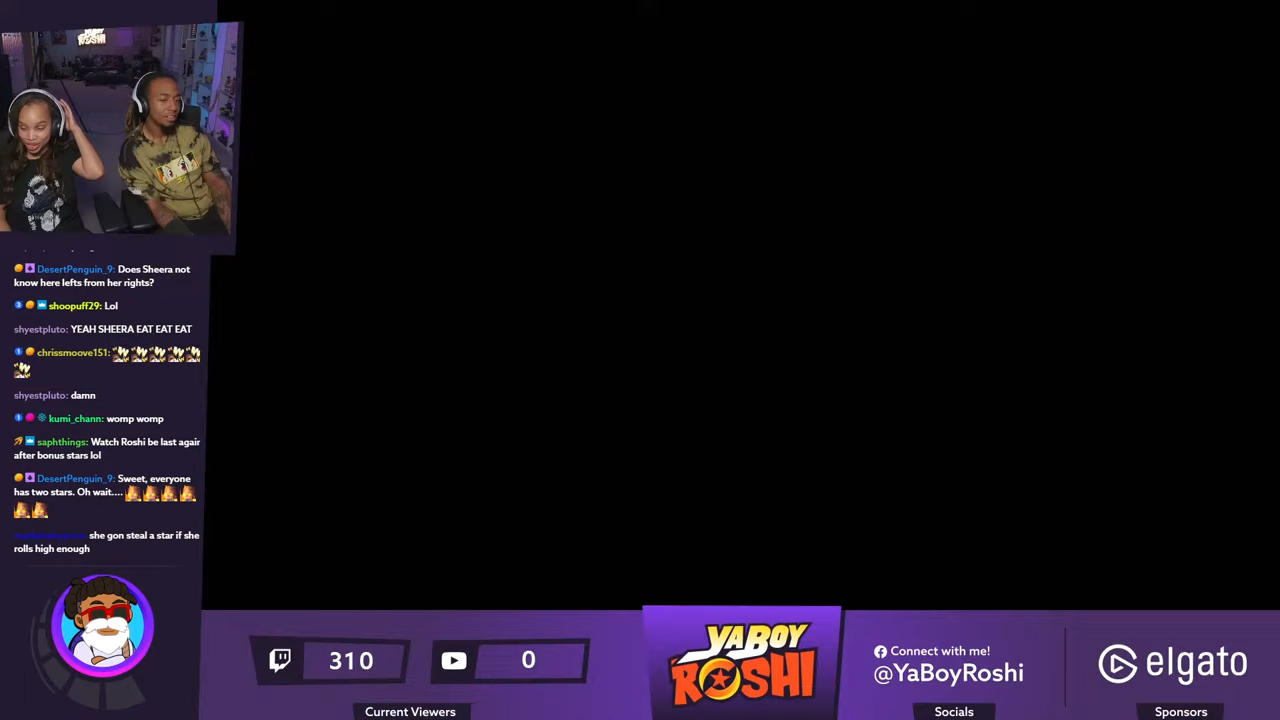 YABOY
ROSHI
DesertPenguin_9: Does Sheera not
know here lefts from her rights?
shoopuff29: Lol
shyestpluto: YEAH SHEERA EAT EAT EAT
chrissmoove151:
shyestpluto: damn
kumi_chann: womp womp
saphthings: Watch Roshi be last again
after bonus stars lol
DesertPenguin_9: Sweet, everyone
has two stars. Oh wait....
she gon steal a star if she
rolls high enough
310
0
Current Viewers
YABOY
ROSHI
Connect with me!
@YaBoyRoshi
Socials
elgato
Sponsors